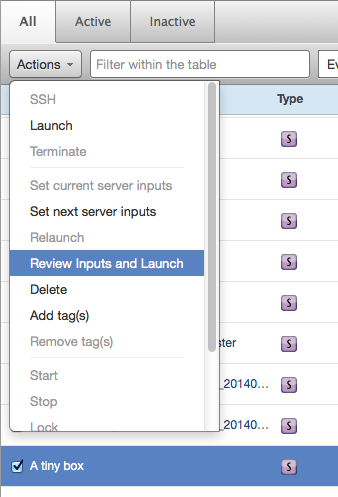 All Active Inactive
Actions Filter within the table
Type
SSH
Launch
S
Terminate
S
Set current server inputs
Set next server inputs
S
Relaunch
Review Inputs and Launch
S
Delete
S
Add tag(s)
Remove tag(s)
ster
S
Start
_20140...
S
Stop
Lock
_20140...
S
A tiny box
S